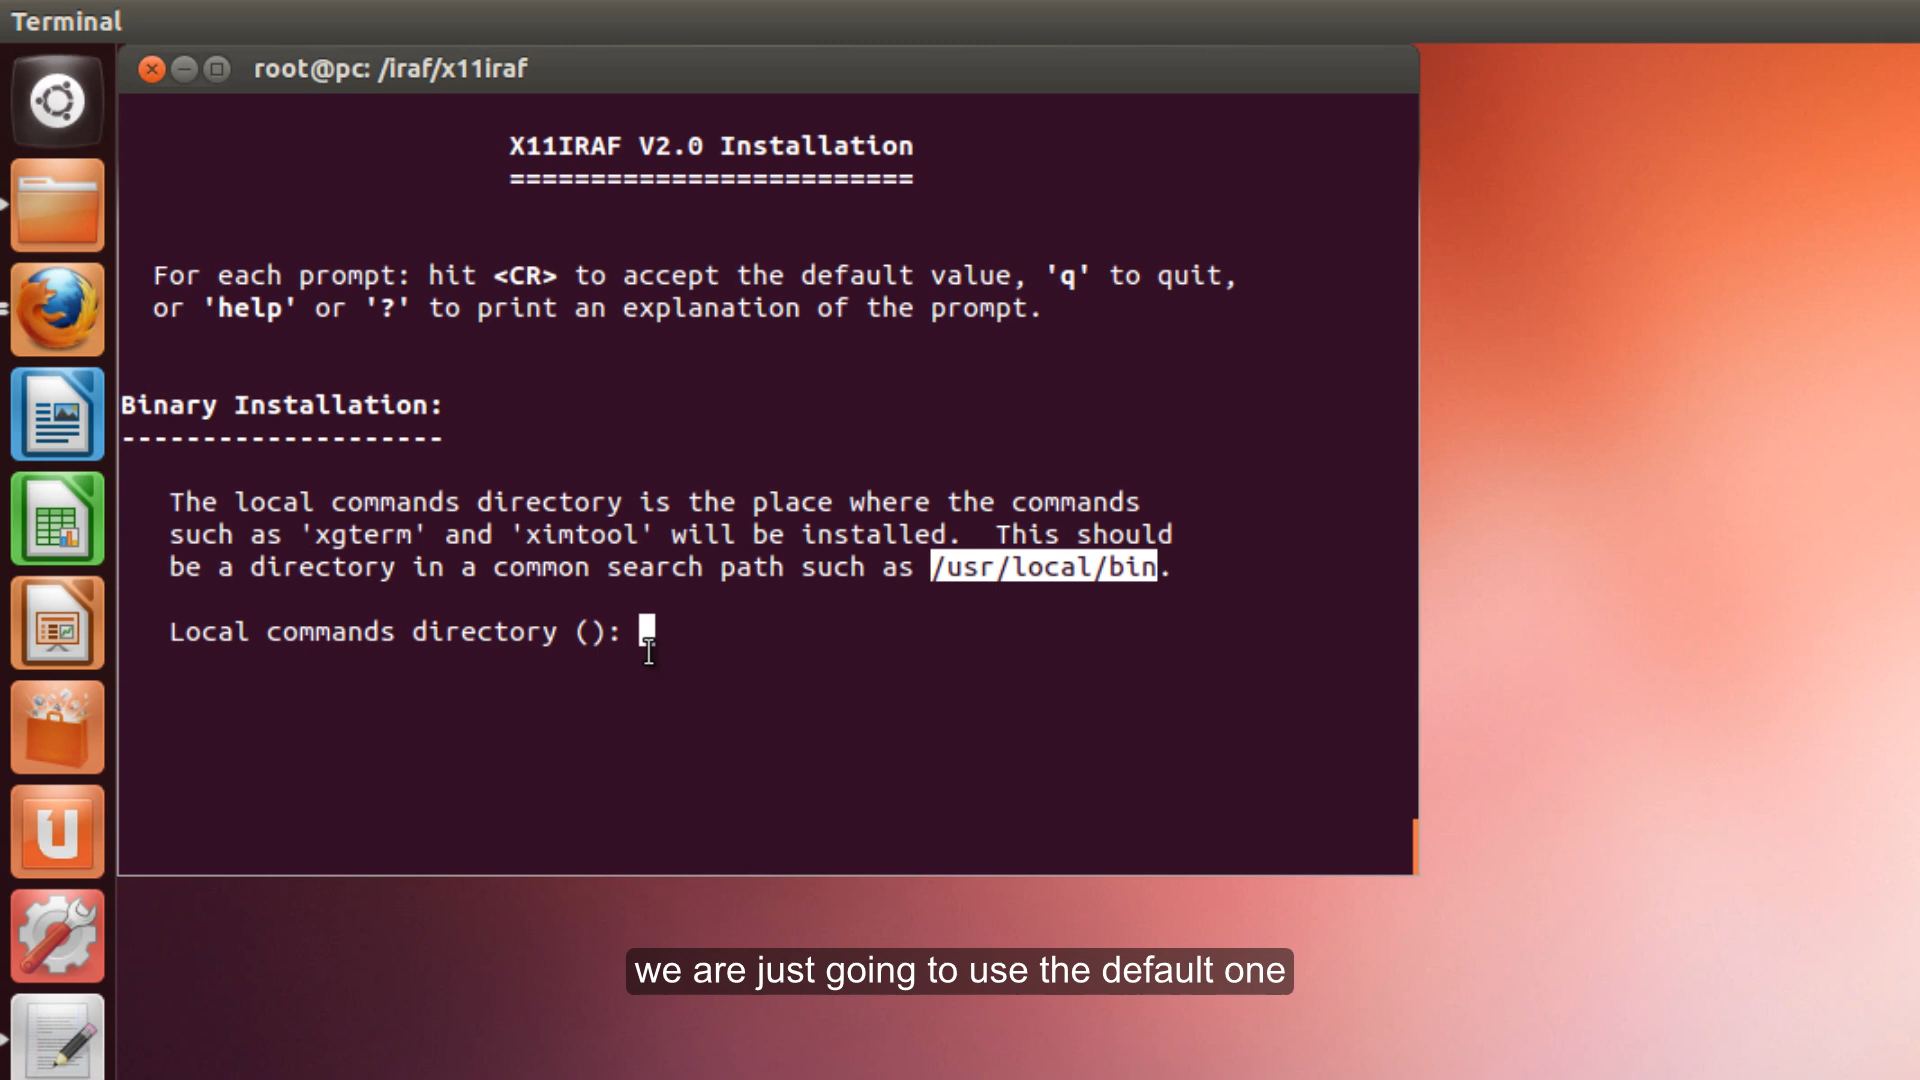 Terminal
root@pc: /iraf/x11iraf
X11IRAF V2.0 Installation
=========================
For each prompt: hit <CR> to accept the default value, 'q' to quit,
or 'help' or '?' to print an explanation of the prompt.
Binary Installation:
--------------------
The local commands directory is the place where the commands
such as 'xgterm' and 'ximtool' will be installed.  This should
be a directory in a common search path such as /usr/local/bin.
Local commands directory ():
we are just going to use the default one